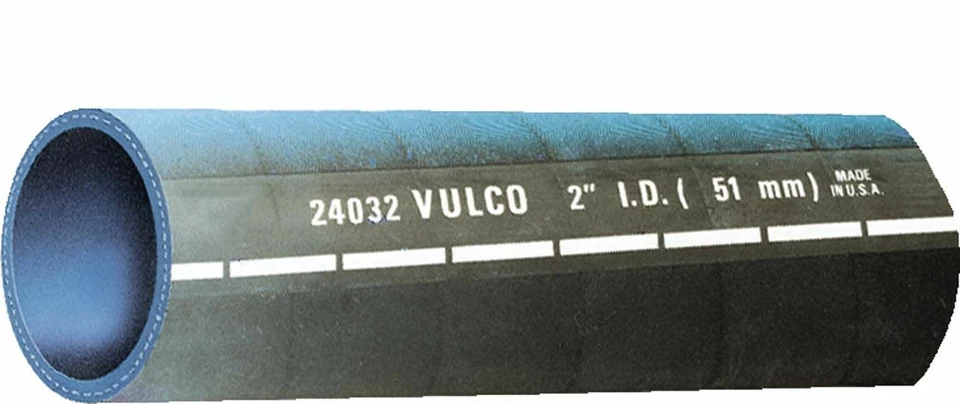 24032 VULCO 2" I.D. ( 51 mm) MADE
IN U.S.A.